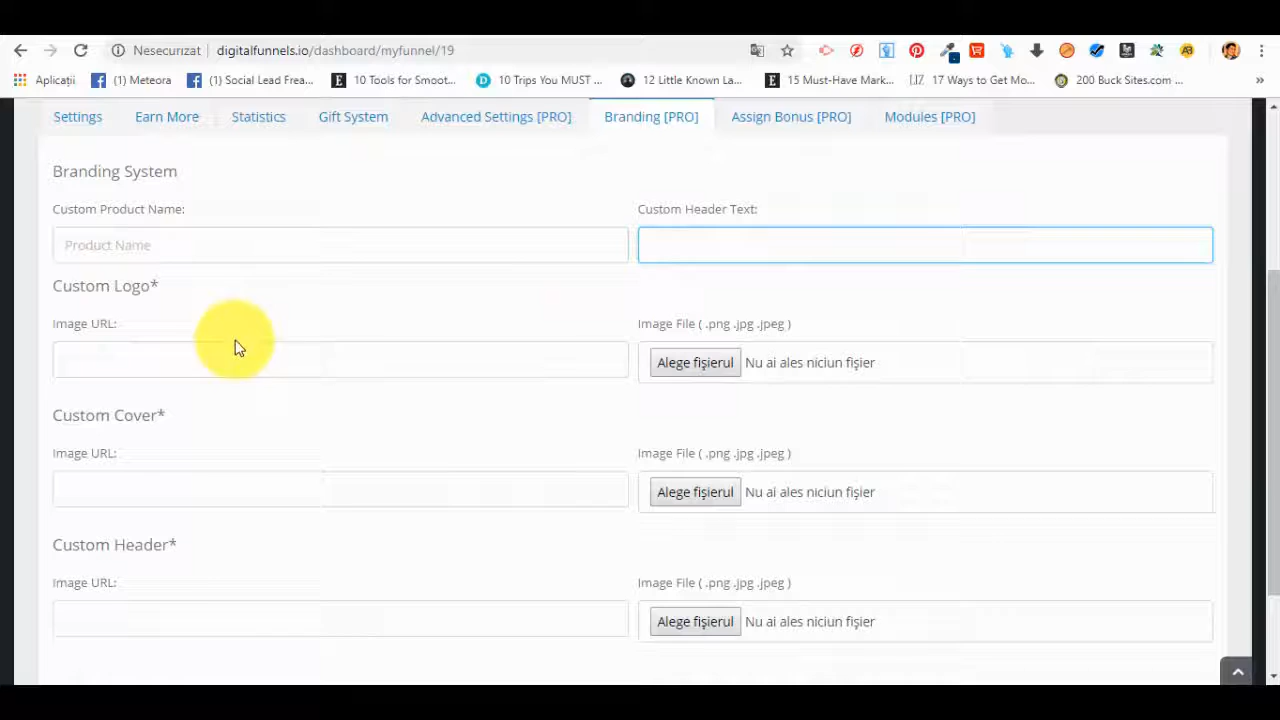 Nesecurizat digitalfunnels.io/dashboard/myfunnel/19
Aplicații (1) Meteora (1) Social Lead Frea... 10 Tools for Smoot... 10 Trips You MUST ... 12 Little Known La... 15 Must-Have Mark... 17 Ways to Get Mo... 200 Buck Sites.com ... »
Settings Earn More Statistics Gift System Advanced Settings [PRO] Branding [PRO] Assign Bonus [PRO] Modules [PRO]
Branding System
Custom Product Name: Custom Header Text:
Product Name
Custom Logo*
Image URL: Image File ( .png .jpg .jpeg )
Alege fișierul Nu ai ales niciun fișier
Custom Cover*
Image URL: Image File ( .png .jpg .jpeg )
Alege fișierul Nu ai ales niciun fișier
Custom Header*
Image URL: Image File ( .png .jpg .jpeg )
Alege fișierul Nu ai ales niciun fișier